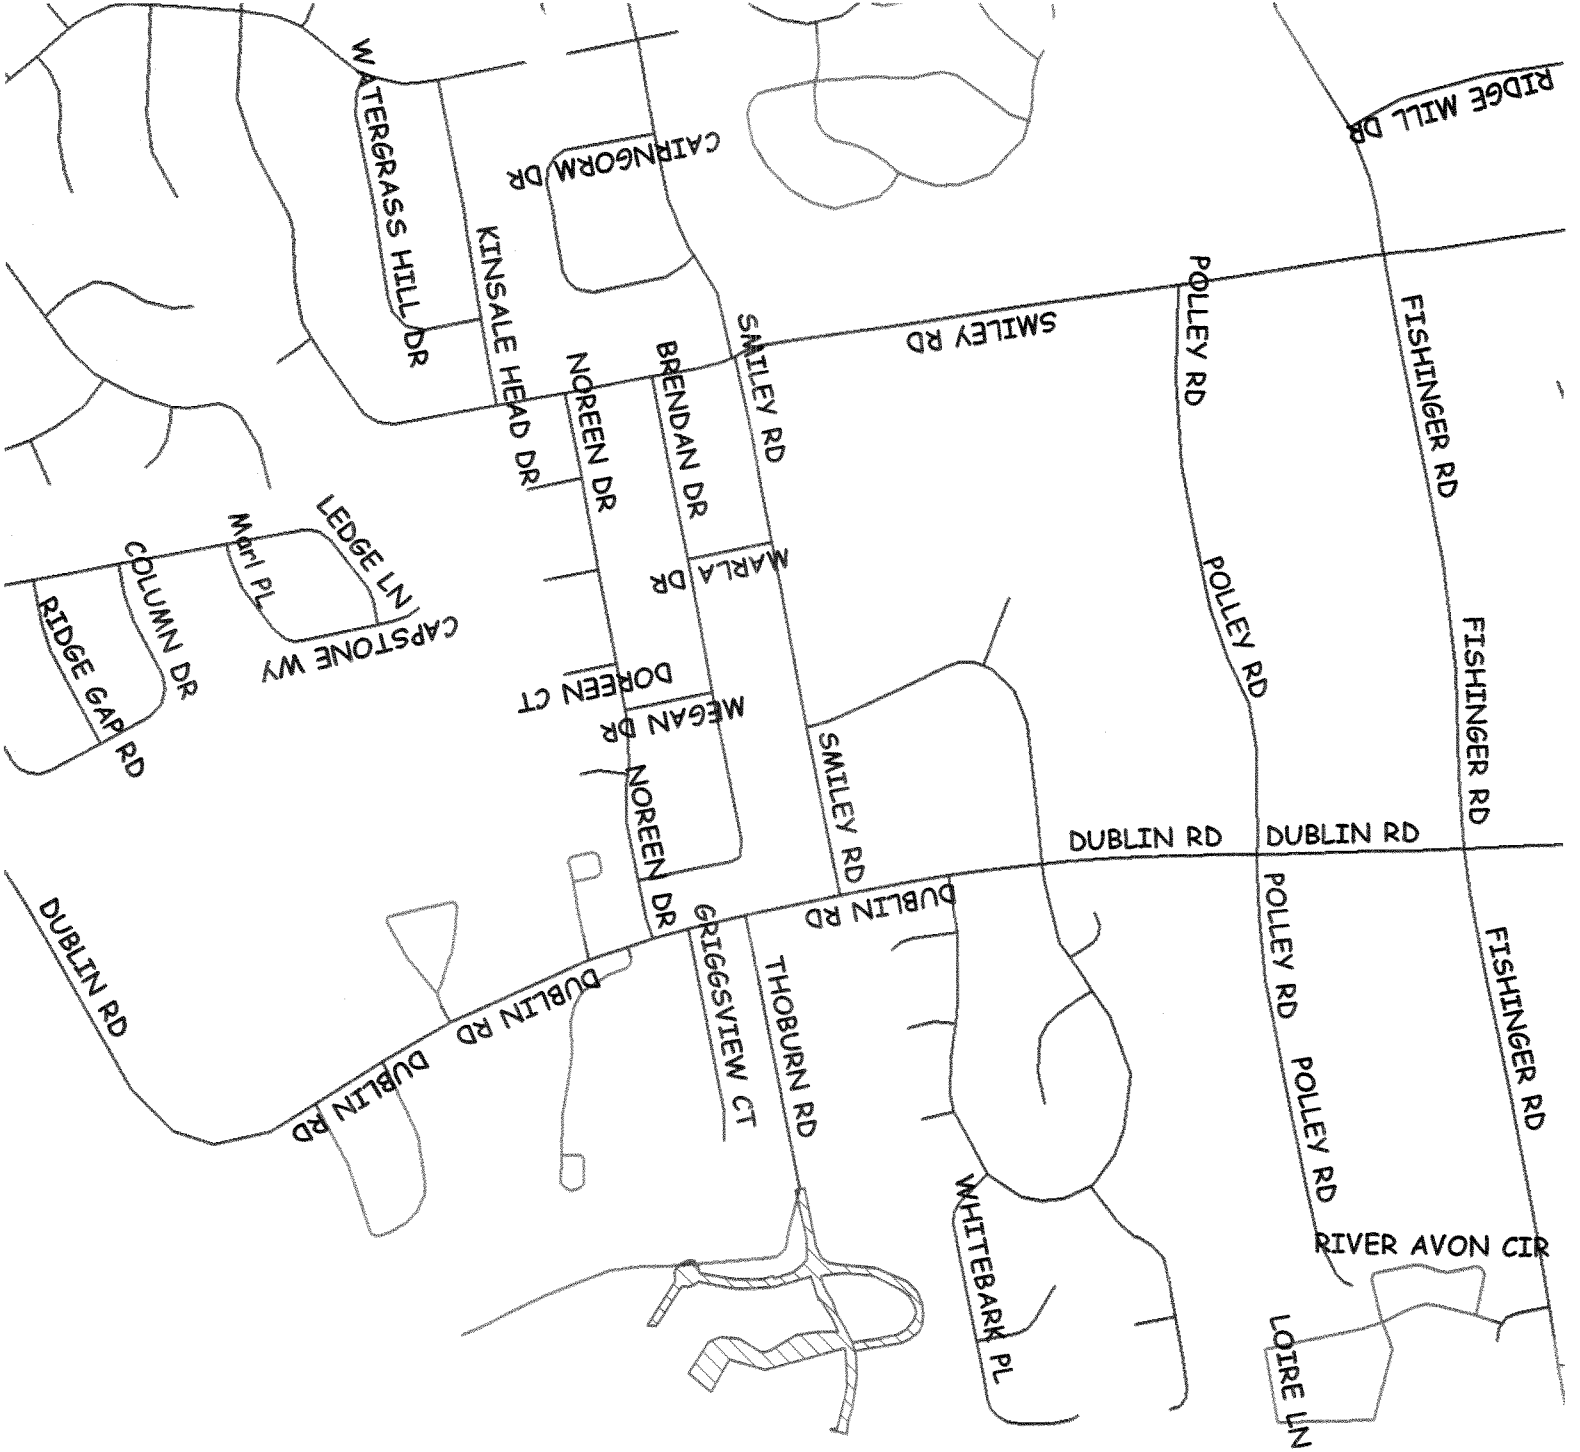 WATERGRASS HILL DR
RIDGE MILL DR
CAIRNGORM DR
KINSALE HEAD DR
POLLEY RD
SMILEY RD
SMILEY RD
FISHINGER RD
NOREEN DR
BRENDAN DR
LEDGE LN
Marl PL
COLUMN DR
MARLA DR
POLLEY RD
RIDGE GAP RD
CAPSTONE WY
FISHINGER RD
DOREEN CT
MEGAN DR
SMILEY RD
NOREEN DR
DUBLIN RD
DUBLIN RD
POLLEY RD
DUBLIN RD
DUBLIN RD
GRIGGSVIEW CT
FISHINGER RD
THOBURN RD
DUBLIN RD
DUBLIN RD
POLLEY RD
WHITEBARK PL
RIVER AVON CIR
LOIRE LN